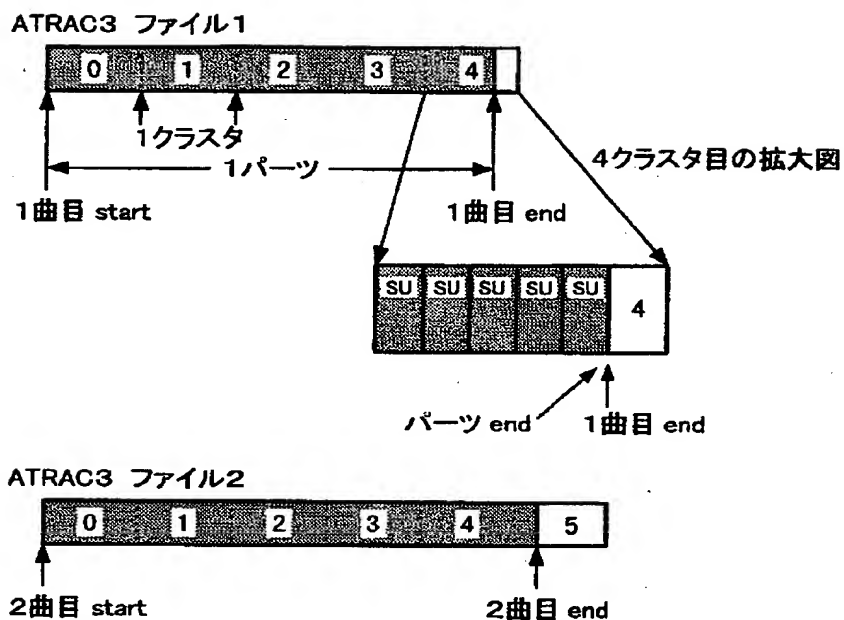 ATRAC3 ファイル1
0 1 2 3 4
1クラスタ
1パーツ
4クラスタ目の拡大図
1曲目 start
1曲目 end
SU SU SU SU SU
4
パーツ end
1曲目 end
ATRAC3 ファイル2
0 1 2 3 4 5
2曲目 start
2曲目 end